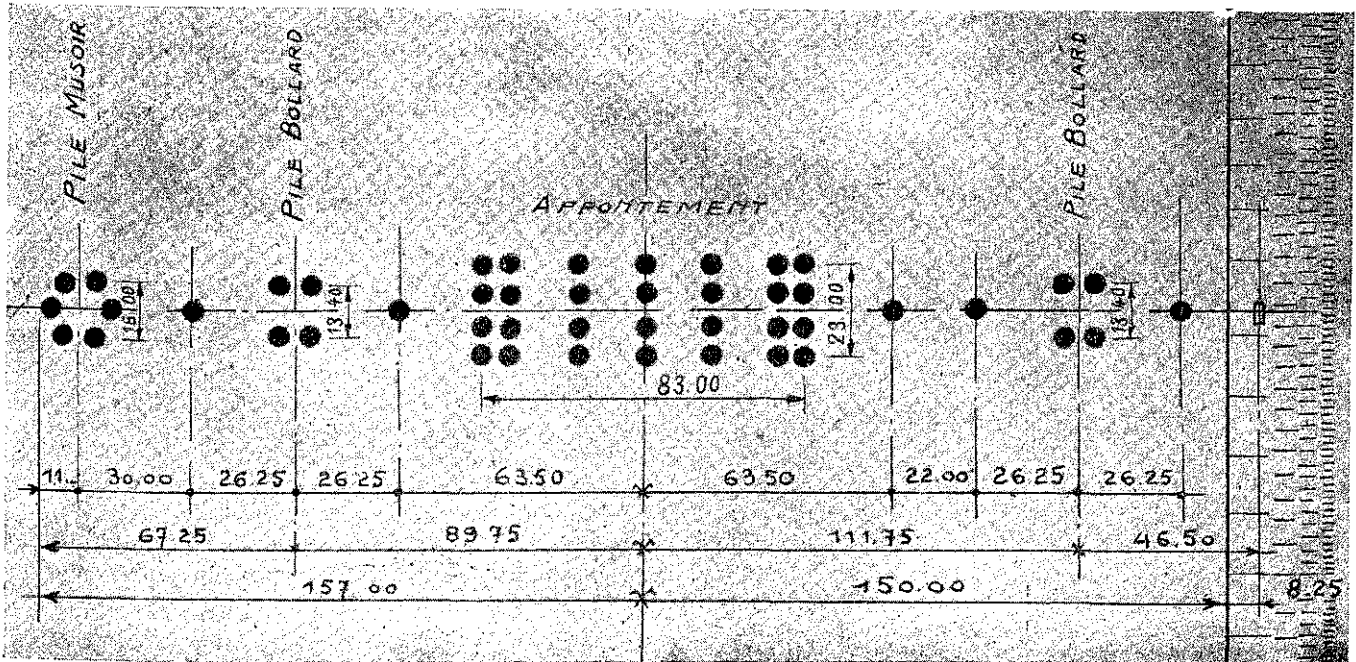 PILE MUSOIR
PILE BOLLARD
APPONTEMENT
PILE BOLLARD
18.00
13.40
23.00
13.40
83.00
11. 30.00 26.25 26.25 63.50 63.50 22.00 26.25 26.25
67.25 89.75 111.75 46.50
157.00 150.00 8.25